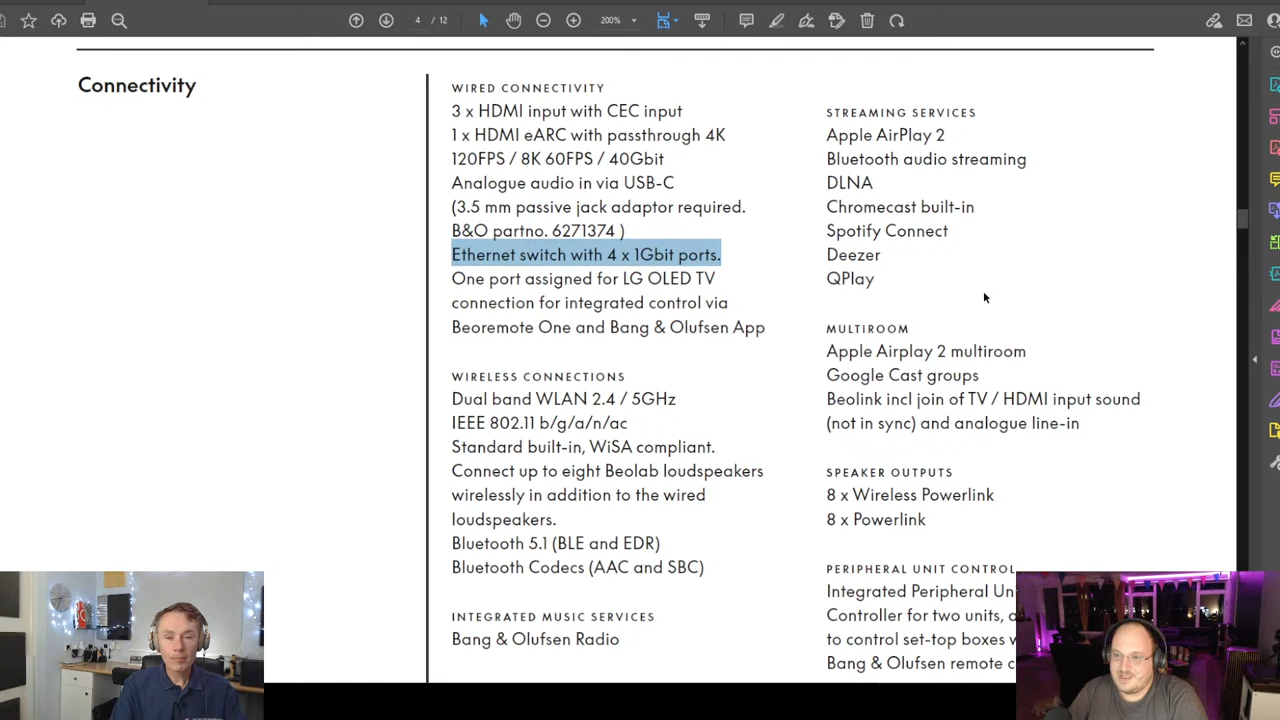 4 / 12
200%
Connectivity
WIRED CONNECTIVITY
3 x HDMI input with CEC input
1 x HDMI eARC with passthrough 4K
120FPS / 8K 60FPS / 40Gbit
Analogue audio in via USB-C
(3.5 mm passive jack adaptor required.
B&O partno. 6271374 )
Ethernet switch with 4 x 1Gbit ports.
One port assigned for LG OLED TV
connection for integrated control via
Beoremote One and Bang & Olufsen App
WIRELESS CONNECTIONS
Dual band WLAN 2.4 / 5GHz
IEEE 802.11 b/g/a/n/ac
Standard built-in, WiSA compliant.
Connect up to eight Beolab loudspeakers
wirelessly in addition to the wired
loudspeakers.
Bluetooth 5.1 (BLE and EDR)
Bluetooth Codecs (AAC and SBC)
INTEGRATED MUSIC SERVICES
Bang & Olufsen Radio
STREAMING SERVICES
Apple AirPlay 2
Bluetooth audio streaming
DLNA
Chromecast built-in
Spotify Connect
Deezer
QPlay
MULTIROOM
Apple Airplay 2 multiroom
Google Cast groups
Beolink incl join of TV / HDMI input sound
(not in sync) and analogue line-in
SPEAKER OUTPUTS
8 x Wireless Powerlink
8 x Powerlink
PERIPHERAL UNIT CONTROL
Integrated Peripheral Un
Controller for two units,
to control set-top boxes
Bang & Olufsen remote